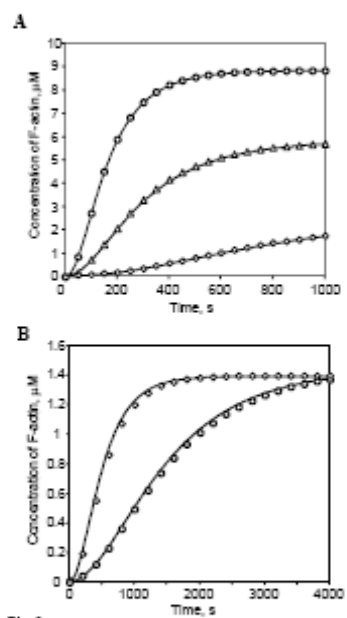 A
Concentration of F-actin, μM
10
9
8
7
6
5
4
3
2
1
0
0 200 400 600 800 1000
Time, s
B
Concentration of F-actin, μM
1.6
1.4
1.2
1
0.8
0.6
0.4
0.2
0
0 1000 2000 3000 4000
Time, s